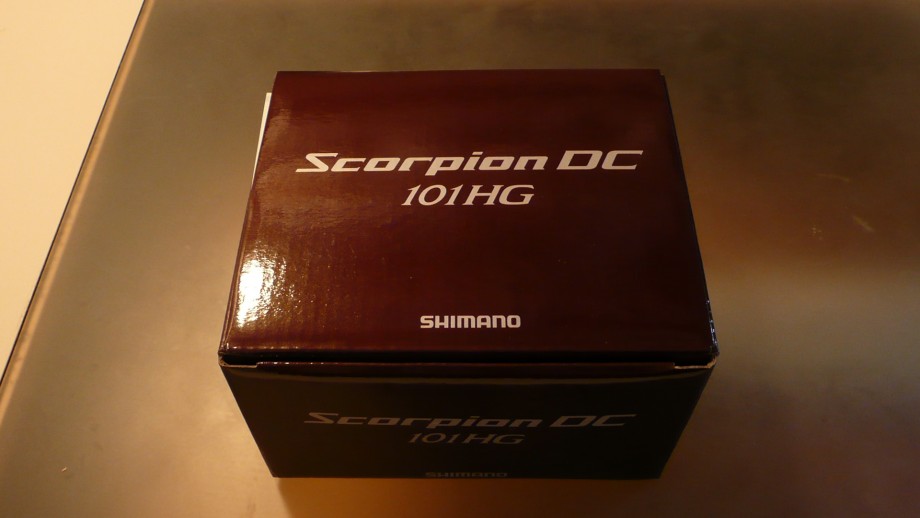 Scorpion DC
101HG
SHIMANO
Scorpion DC
101HG
SHIMANO